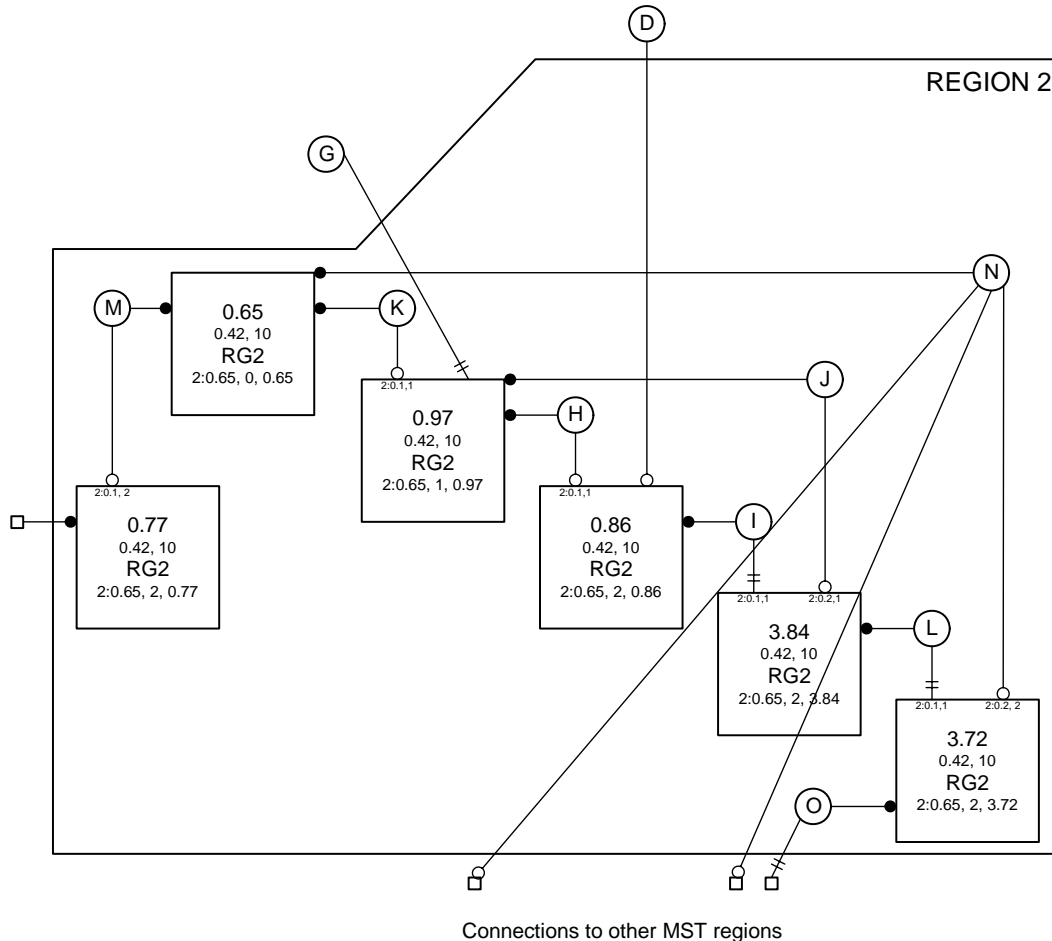 D
REGION 2
G
N
M
0.65
0.42, 10
RG2
2:0.65, 0, 0.65
K
2:0.1,1
0.97
0.42, 10
RG2
2:0.65, 1, 0.97
J
H
2:0.1, 2
0.77
0.42, 10
RG2
2:0.65, 2, 0.77
2:0.1,1
0.86
0.42, 10
RG2
2:0.65, 2, 0.86
I
2:0.1,1
2:0.2,1
3.84
0.42, 10
RG2
2:0.65, 2, 3.84
L
2:0.1,1
2:0.2, 2
3.72
0.42, 10
RG2
2:0.65, 2, 3.72
O
Connections to other MST regions